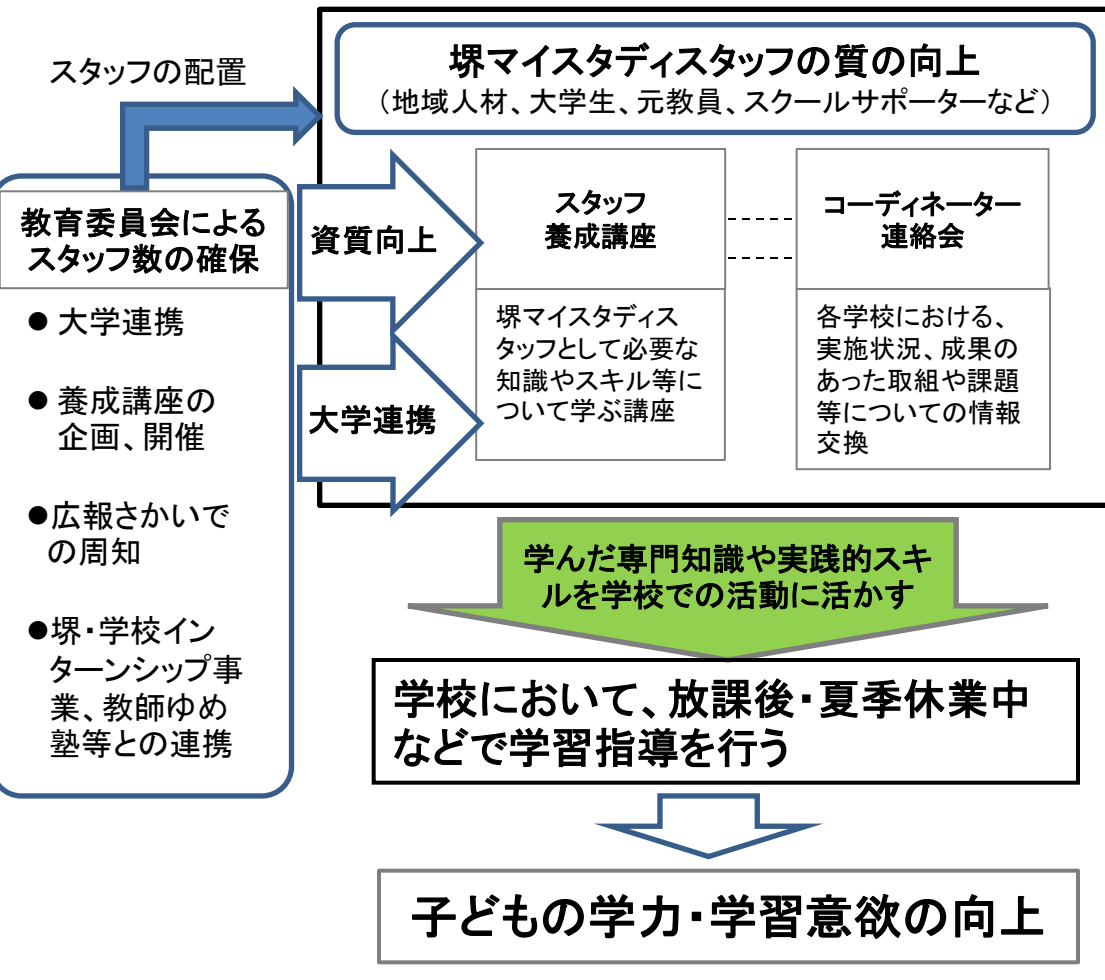 スタッフの配置
堺マイスタディスタッフの質の向上
（地域人材、大学生、元教員、スクールサポーターなど）
教育委員会による
スタッフ数の確保
● 大学連携
● 養成講座の
企画、開催
●広報さかいで
の周知
●堺・学校イン
ターンシップ事
業、教師ゆめ
塾等との連携
資質向上
大学連携
スタッフ
養成講座
堺マイスタディス
タッフとして必要な
知識やスキル等に
ついて学ぶ講座
コーディネーター
連絡会
各学校における、
実施状況、成果の
あった取組や課題
等についての情報
交換
学んだ専門知識や実践的スキ
ルを学校での活動に活かす
学校において、放課後・夏季休業中
などで学習指導を行う
子どもの学力・学習意欲の向上